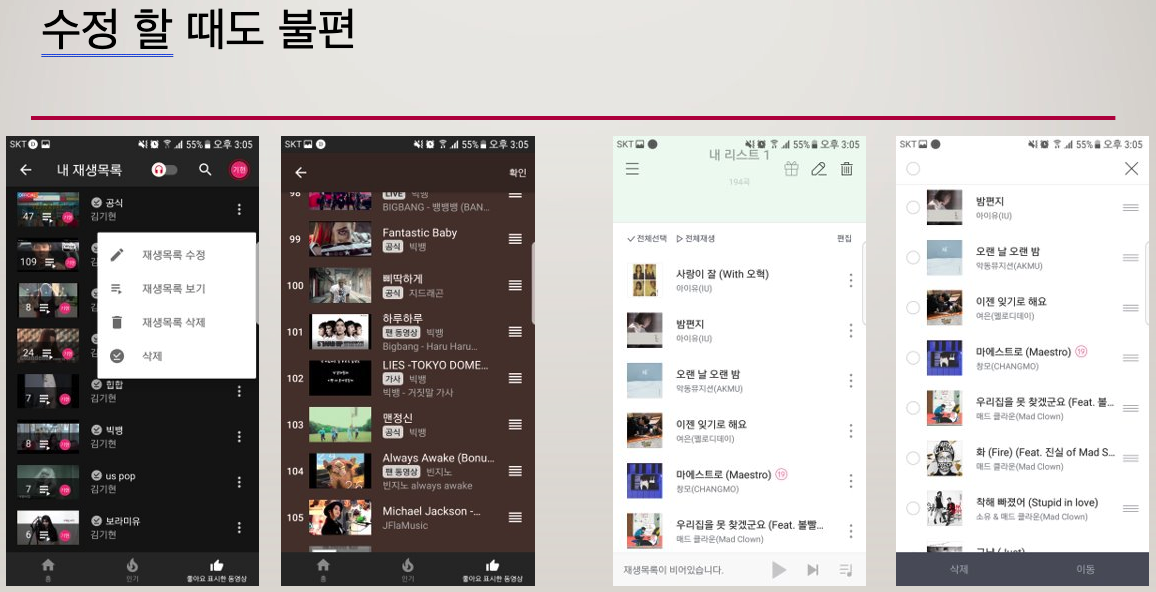 수정 할 때도 불편
SKT
55% 오후 3:05
내 재생목록
기현
47
공식
김기현
109
8
24
재생목록 수정
재생목록 보기
재생목록 삭제
삭제
7
힙합
김기현
8
빅뱅
김기현
7
us pop
김기현
6
보라미유
김기현
홈
인기
좋아요 표시한 동영상
SKT
55% 오후 3:05
확인
98
LIVE 빅뱅
BIGBANG - 뱅뱅뱅 (BAN...
99
Fantastic Baby
공식 빅뱅
100
삐딱하게
공식 지드래곤
101
하루하루
팬 동영상 빅뱅
Bigbang - Haru Haru...
102
LIES -TOKYO DOME...
가사 빅뱅
빅뱅 - 거짓말 가사
103
맨정신
공식 빅뱅
104
Always Awake (Bonu...
팬 동영상 빈지노
빈지노 always awake
105
Michael Jackson -...
JFlaMusic
홈
인기
좋아요 표시한 동영상
SKT
55% 오후 3:05
내 리스트 1
194곡
전체선택
전체재생
편집
사랑이 잘 (With 오혁)
아이유(IU)
밤편지
아이유(IU)
오랜 날 오랜 밤
악동뮤지션(AKMU)
이젠 잊기로 해요
여은(멜로디데이)
마에스트로 (Maestro) 19
창모(CHANGMO)
우리집을 못 찾겠군요 (Feat. 볼빨...
매드 클라운(Mad Clown)
재생목록이 비어있습니다.
SKT
55% 오후 3:05
밤편지
아이유(IU)
오랜 날 오랜 밤
악동뮤지션(AKMU)
이젠 잊기로 해요
여은(멜로디데이)
마에스트로 (Maestro) 19
창모(CHANGMO)
우리집을 못 찾겠군요 (Feat. 볼...
매드 클라운(Mad Clown)
화 (Fire) (Feat. 진실 of Mad S...
매드 클라운(Mad Clown)
착해 빠졌어 (Stupid in love)
소유 & 매드 클라운(Mad Clown)
삭제
이동